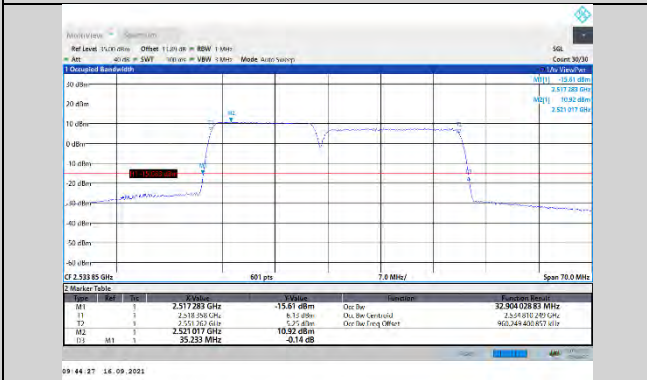 MultiView Spectrum
Ref Level 35.00 dBm Offset 11.89 dB RBW 1 MHz SGL
Att 40 dB SWT 100 ms VBW 3 MHz Mode Auto Sweep Count 30/30
1 Occupied Bandwidth 1Av ViewPwr
M1[1] -15.61 dBm
2.517 283 GHz
M2[1] 10.92 dBm
2.521 017 GHz
30 dBm
20 dBm
M2
10 dBm
0 dBm
-10 dBm
M1
-20 dBm
-30 dBm
-40 dBm
-50 dBm
-60 dBm
CF 2.533 85 GHz 601 pts 7.0 MHz/ Span 70.0 MHz
2 Marker Table
Type Ref Trc X-Value Y-Value Function Function Result
M1 1 2.517 283 GHz -15.61 dBm Occ Bw 32.904 028 83 MHz
T1 1 2.518 358 GHz 6.13 dBm Occ Bw Centroid 2.534 810 249 GHz
T2 1 2.551 262 GHz 5.25 dBm Occ Bw Freq Offset 960.249 400 857 kHz
M2 1 2.521 017 GHz 10.92 dBm
D3 M1 1 35.233 MHz -0.14 dB
09:44:27 16.09.2021